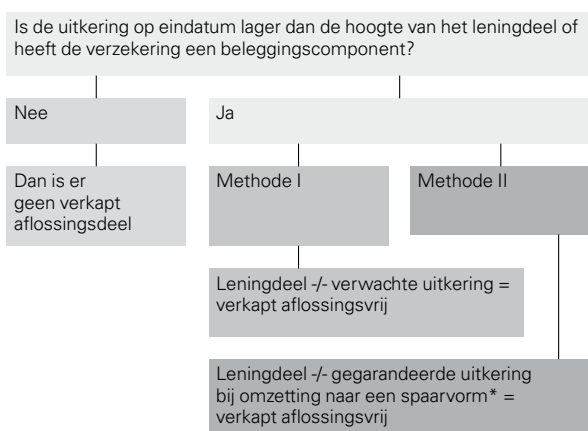 Is de uitkering op eindatum lager dan de hoogte van het leningdeel of
heeft de verzekering een beleggingscomponent?
Nee
Ja
Dan is er
geen verkapt
aflossingsdeel
Methode I
Methode II
Leningdeel -/- verwachte uitkering =
verkapt aflossingsvrij
Leningdeel -/- gegarandeerde uitkering
bij omzetting naar een spaarvorm* =
verkapt aflossingsvrij